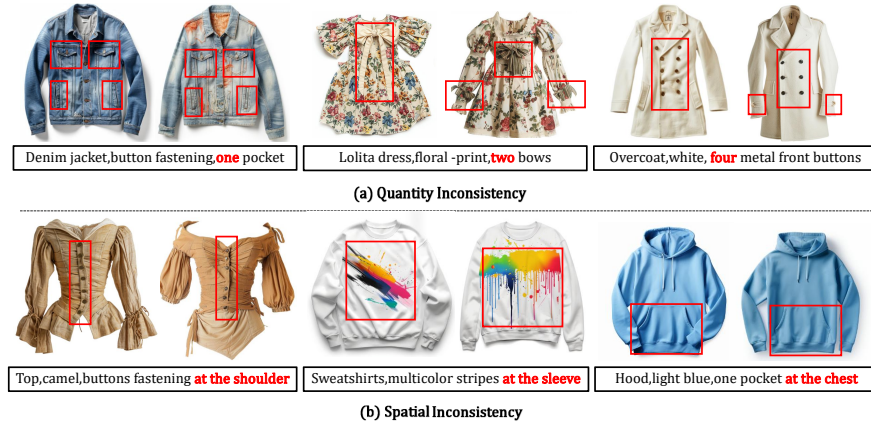 Denim jacket,button fastening,one pocket
Lolita dress,floral -print,two bows
Overcoat,white, four metal front buttons
(a) Quantity Inconsistency
Top,camel,buttons fastening at the shoulder
Sweatshirts,multicolor stripes at the sleeve
Hood,light blue,one pocket at the chest
(b) Spatial Inconsistency